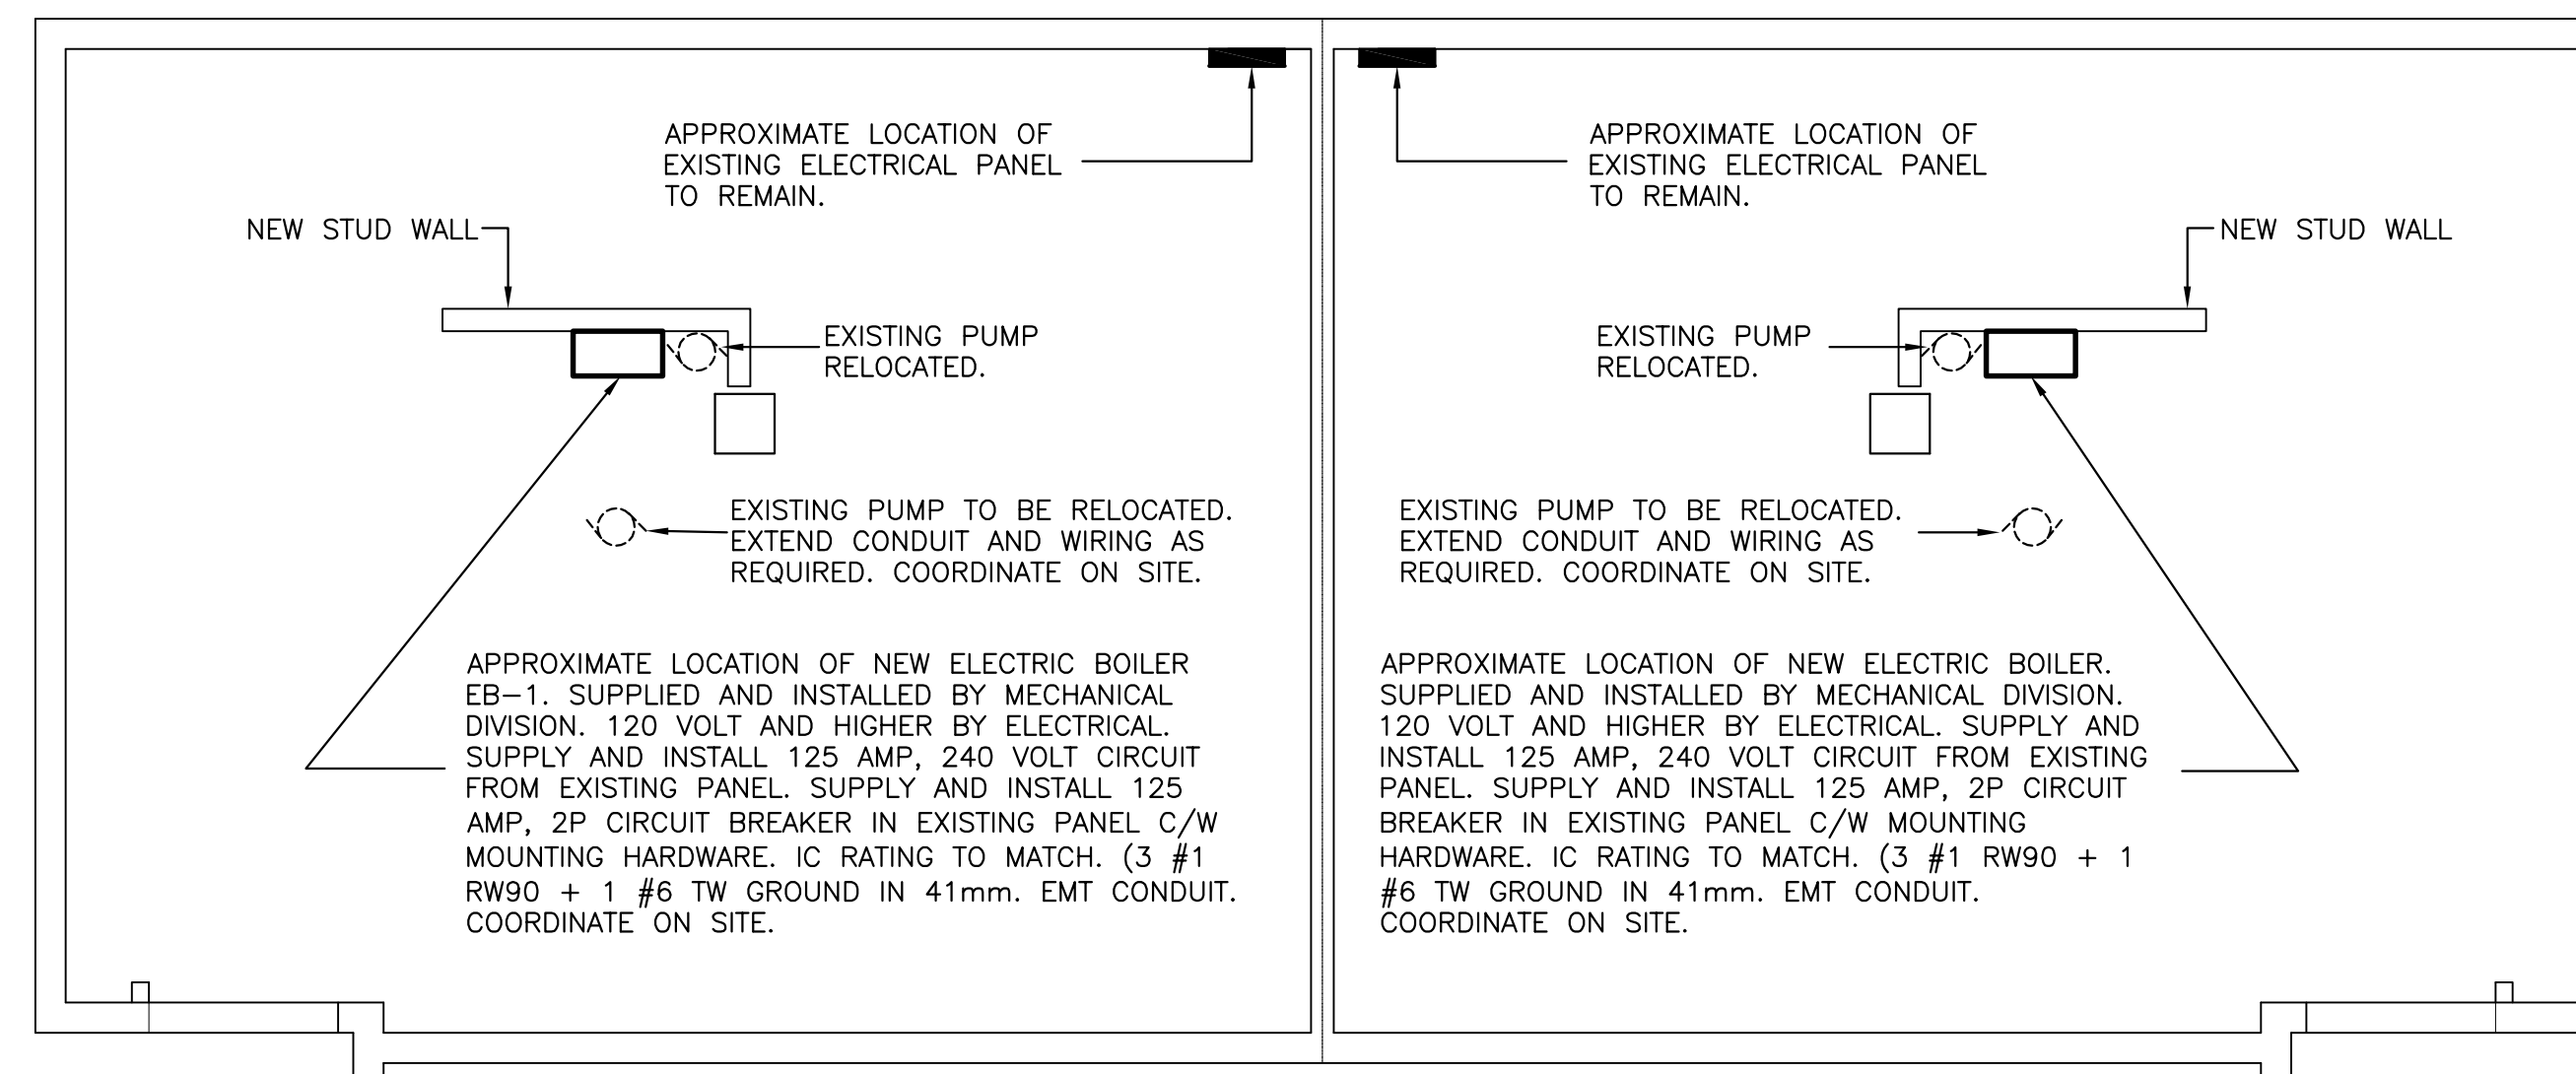 APPROXIMATE LOCATION OF
EXISTING ELECTRICAL PANEL
TO REMAIN.
NEW STUD WALL
EXISTING PUMP
RELOCATED.
EXISTING PUMP TO BE RELOCATED.
EXTEND CONDUIT AND WIRING AS
REQUIRED. COORDINATE ON SITE.
APPROXIMATE LOCATION OF NEW ELECTRIC BOILER
EB-1. SUPPLIED AND INSTALLED BY MECHANICAL
DIVISION. 120 VOLT AND HIGHER BY ELECTRICAL.
SUPPLY AND INSTALL 125 AMP, 240 VOLT CIRCUIT
FROM EXISTING PANEL. SUPPLY AND INSTALL 125
AMP, 2P CIRCUIT BREAKER IN EXISTING PANEL C/W
MOUNTING HARDWARE. IC RATING TO MATCH. (3 #1
RW90 + 1 #6 TW GROUND IN 41mm. EMT CONDUIT.
COORDINATE ON SITE.
APPROXIMATE LOCATION OF
EXISTING ELECTRICAL PANEL
TO REMAIN.
NEW STUD WALL
EXISTING PUMP
RELOCATED.
EXISTING PUMP TO BE RELOCATED.
EXTEND CONDUIT AND WIRING AS
REQUIRED. COORDINATE ON SITE.
APPROXIMATE LOCATION OF NEW ELECTRIC BOILER.
SUPPLIED AND INSTALLED BY MECHANICAL DIVISION.
120 VOLT AND HIGHER BY ELECTRICAL. SUPPLY AND
INSTALL 125 AMP, 240 VOLT CIRCUIT FROM EXISTING
PANEL. SUPPLY AND INSTALL 125 AMP, 2P CIRCUIT
BREAKER IN EXISTING PANEL C/W MOUNTING
HARDWARE. IC RATING TO MATCH. (3 #1 RW90 + 1
#6 TW GROUND IN 41mm. EMT CONDUIT.
COORDINATE ON SITE.